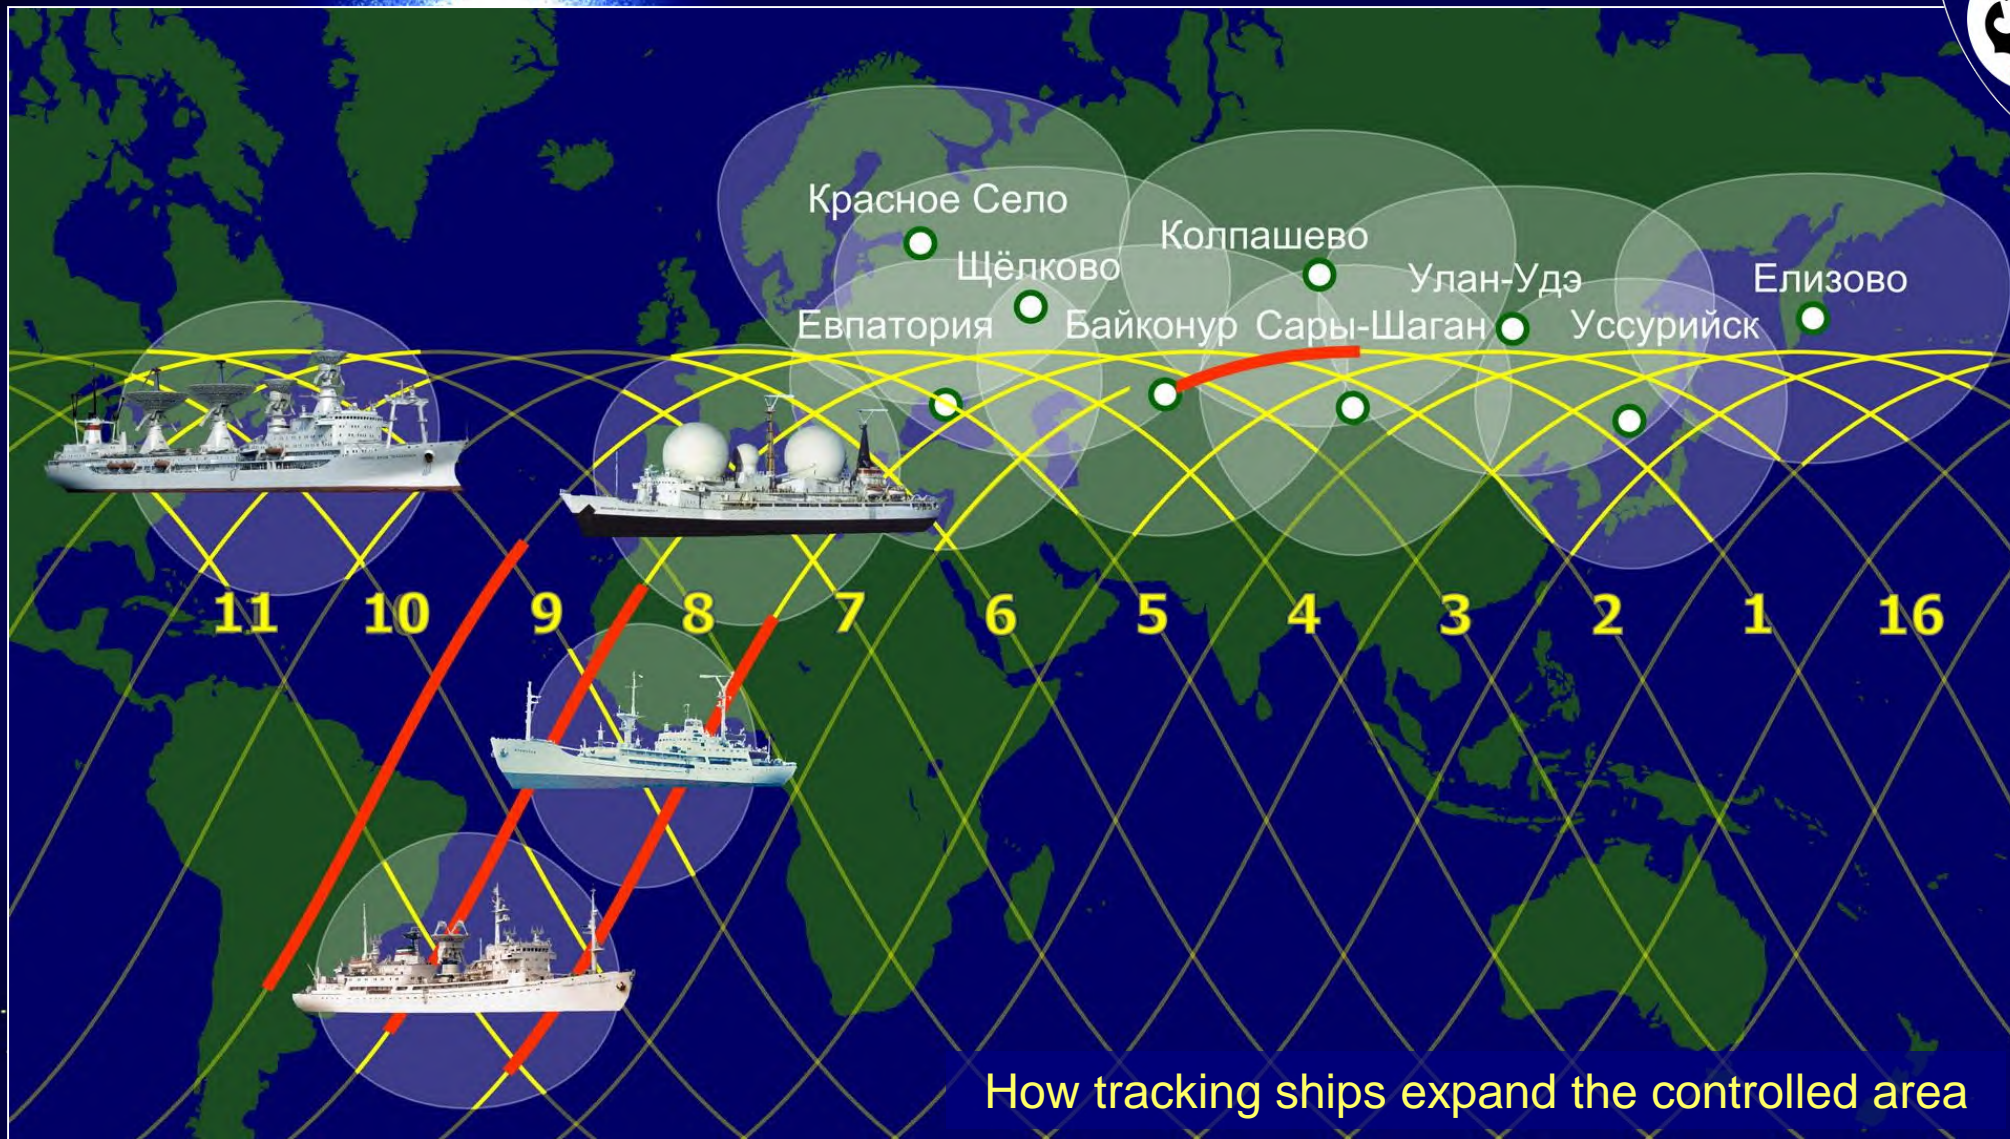 Красное Село
Колпашево
Щёлково
Улан-Удэ
Елизово
Евпатория
Байконур
Сары-Шаган
Уссурийск
11 10 9 8 7 6 5 4 3 2 1 16
How tracking ships expand the controlled area